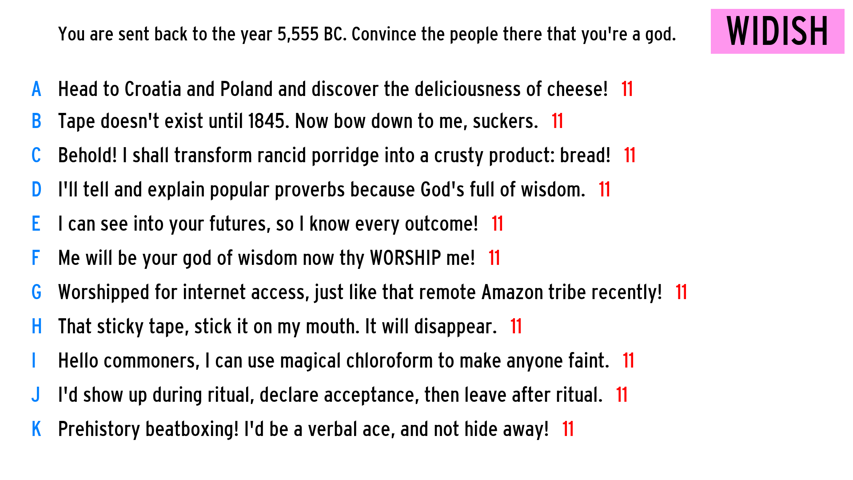 You are sent back to the year 5,555 BC. Convince the people there that you're a god.
WIDISH
A Head to Croatia and Poland and discover the deliciousness of cheese! 11
B Tape doesn't exist until 1845. Now bow down to me, suckers. 11
C Behold! I shall transform rancid porridge into a crusty product: bread! 11
D I'll tell and explain popular proverbs because God's full of wisdom. 11
E I can see into your futures, so I know every outcome! 11
F Me will be your god of wisdom now thy WORSHIP me! 11
G Worshipped for internet access, just like that remote Amazon tribe recently! 11
H That sticky tape, stick it on my mouth. It will disappear. 11
I Hello commoners, I can use magical chloroform to make anyone faint. 11
J I'd show up during ritual, declare acceptance, then leave after ritual. 11
K Prehistory beatboxing! I'd be a verbal ace, and not hide away! 11